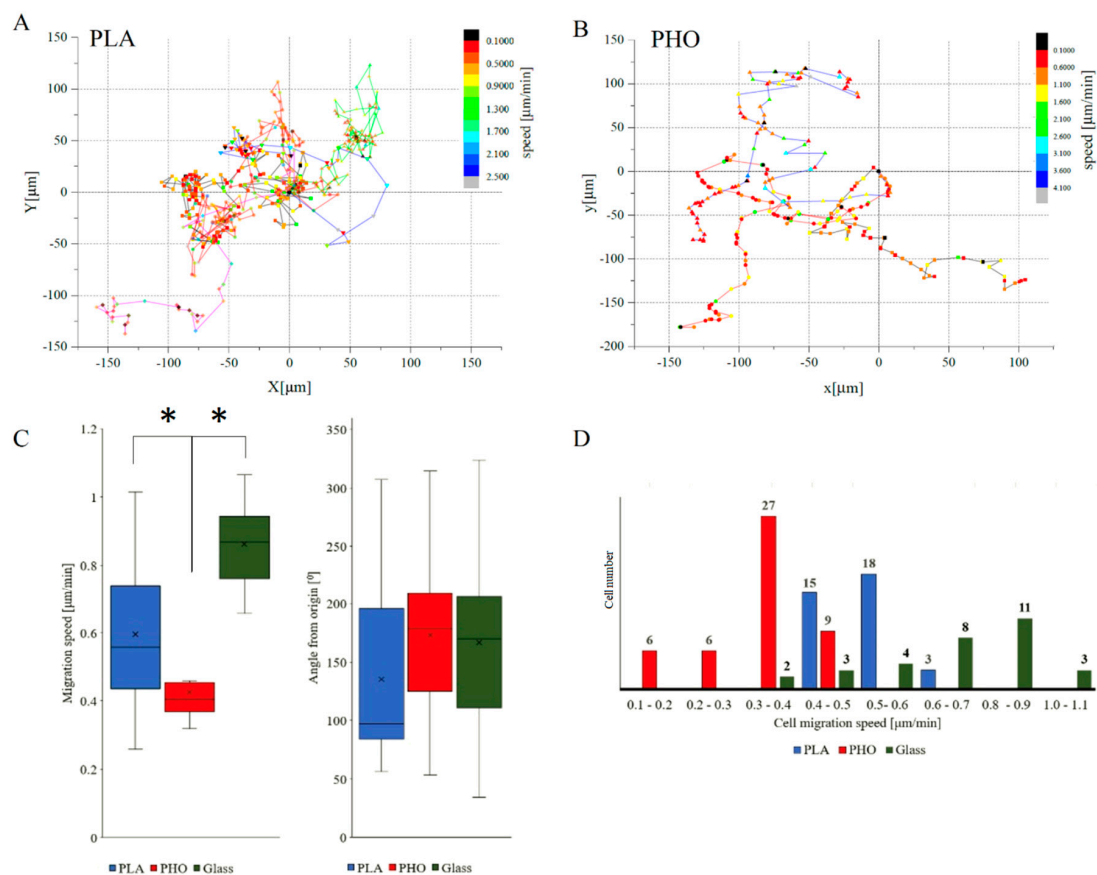 A
PLA
150
100
50
0
-50
-100
-150
-150
-100
-50
0
50
100
150
Y[µm]
X[µm]
0.1000
0.5000
0.9000
1.300
1.700
2.100
2.500
speed [µm/min]
B
PHO
150
100
50
0
-50
-100
-150
-200
-150
-100
-50
0
50
100
y[µm]
x[µm]
0.1000
0.6000
1.100
1.600
2.100
2.600
3.100
3.600
4.100
speed [µm/min]
C
* *
1.2
1
0.8
0.6
0.4
0.2
0
Migration speed [µm/min]
PLA PHO Glass
350
300
250
200
150
100
50
0
Angle from origin [⁰]
PLA PHO Glass
D
Cell number
6
6
27
2
15
9
3
18
4
3
8
11
3
0.1 - 0.2
0.2 - 0.3
0.3 - 0.4
0.4 - 0.5
0.5- 0.6
0.6 - 0.7
0.8 - 0.9
1.0 - 1.1
Cell migration speed [µm/min]
PLA PHO Glass